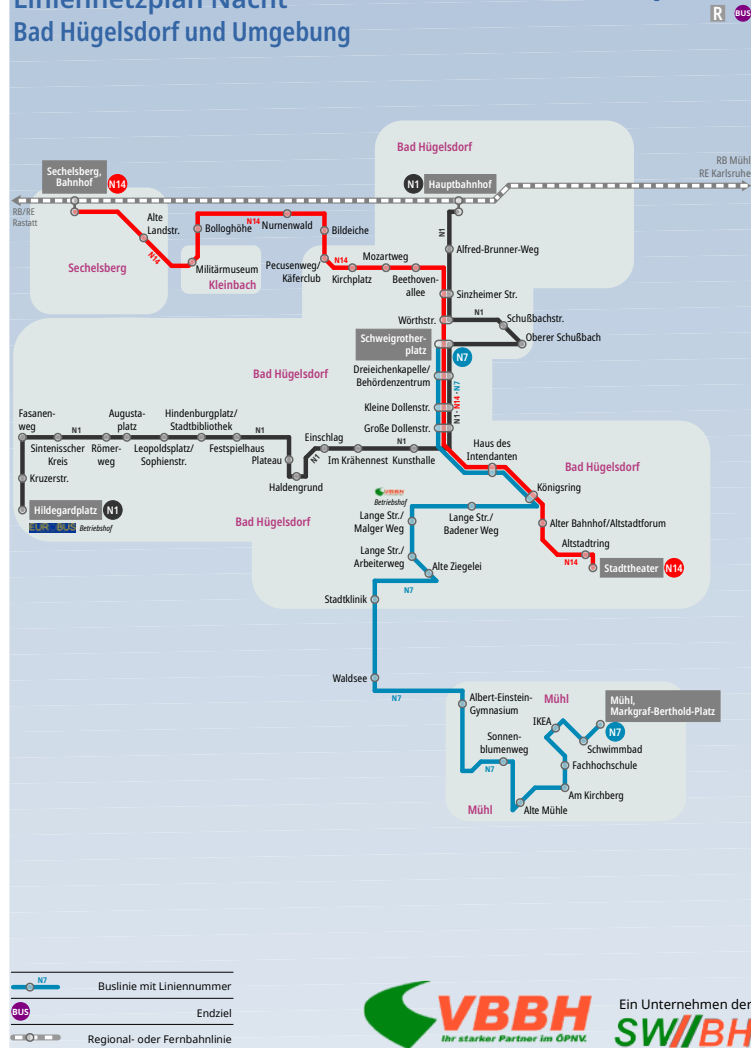 Liniennetzplan Nacht
Bad Hügelsdorf und Umgebung
R
BUS
Bad Hügelsdorf
RB Mühl
RE Karlsruhe
Sechelsberg,
Bahnhof
N14
N1
Hauptbahnhof
RB/RE
Rastatt
Alte
Landstr.
N14
Bolloghöhe
N14
Nurnenwald
Bildeiche
N1
Alfred-Brunner-Weg
Sechelsberg
Militärmuseum
Kleinbach
Pecusenweg/
Käferclub
N14
Kirchplatz
Mozartweg
Beethoven-
allee
Sinzheimer Str.
Wörthstr.
N1
Schußbachstr.
Oberer Schußbach
Schweigrother-
platz
N7
Dreieichenkapelle/
Behördenzentrum
Bad Hügelsdorf
N1 · N14 · N7
Kleine Dollenstr.
Große Dollenstr.
Fasanen-
weg
N1
Sintenisscher
Kreis
Römer-
weg
Augusta-
platz
Leopoldsplatz/
Sophienstr.
Hindenburgplatz/
Stadtbibliothek
Festspielhaus
N1
Plateau
Haldengrund
N1
Einschlag
Im Krähennest
N1
Kunsthalle
Haus des
Intendanten
Bad Hügelsdorf
Kruzerstr.
Hildegardplatz
N1
EUR BUS
Betriebshof
Bad Hügelsdorf
VBBH
Betriebshof
Königsring
Lange Str./
Malger Weg
Lange Str./
Badener Weg
Alter Bahnhof/Altstadtforum
Altstadtring
N14
Stadttheater
N14
Lange Str./
Arbeiterweg
Alte Ziegelei
N7
Stadtklinik
Waldsee
N7
Albert-Einstein-
Gymnasium
Mühl
Mühl,
Markgraf-Berthold-Platz
N7
IKEA
Schwimmbad
Sonnen-
blumenweg
N7
Fachhochschule
Am Kirchberg
Mühl
Alte Mühle
N7
Buslinie mit Liniennummer
BUS
Endziel
Regional- oder Fernbahnlinie
VBBH
Ihr starker Partner im ÖPNV.
Ein Unternehmen der
SW//BH